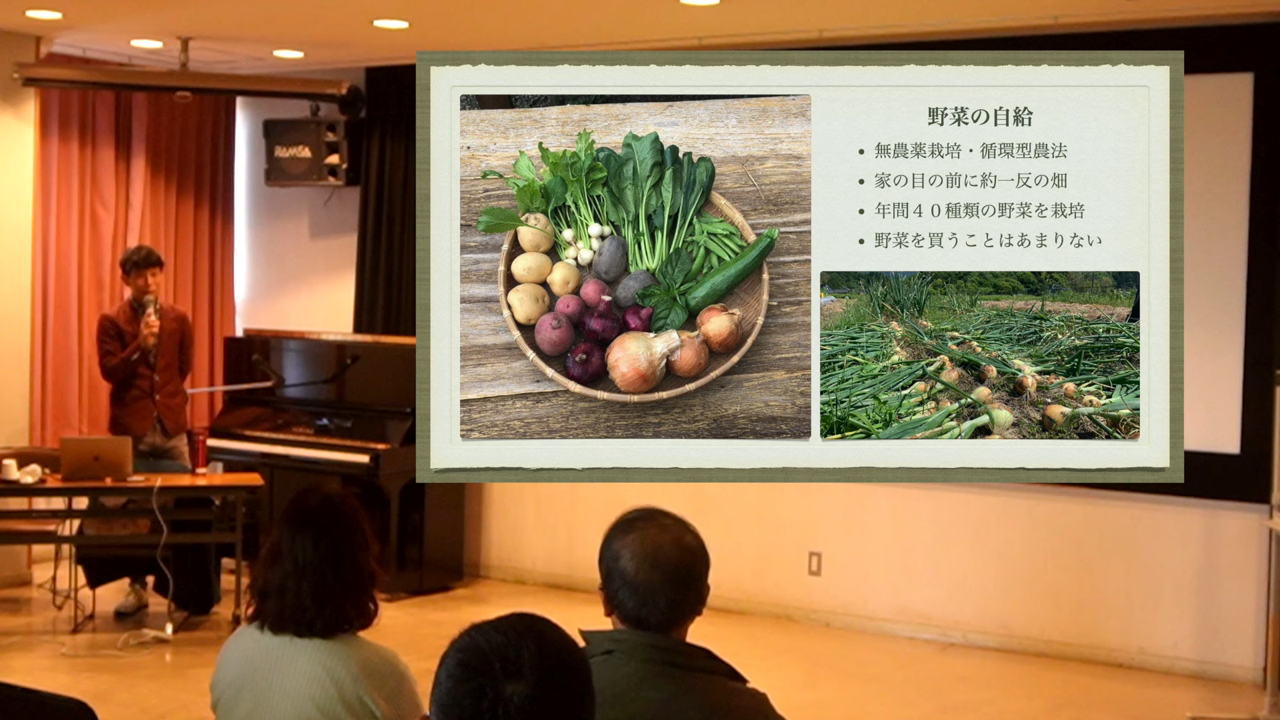 RAMSA
野菜の自給
• 無農薬栽培・循環型農法
• 家の目の前に約一反の畑
• 年間４０種類の野菜を栽培
• 野菜を買うことはあまりない